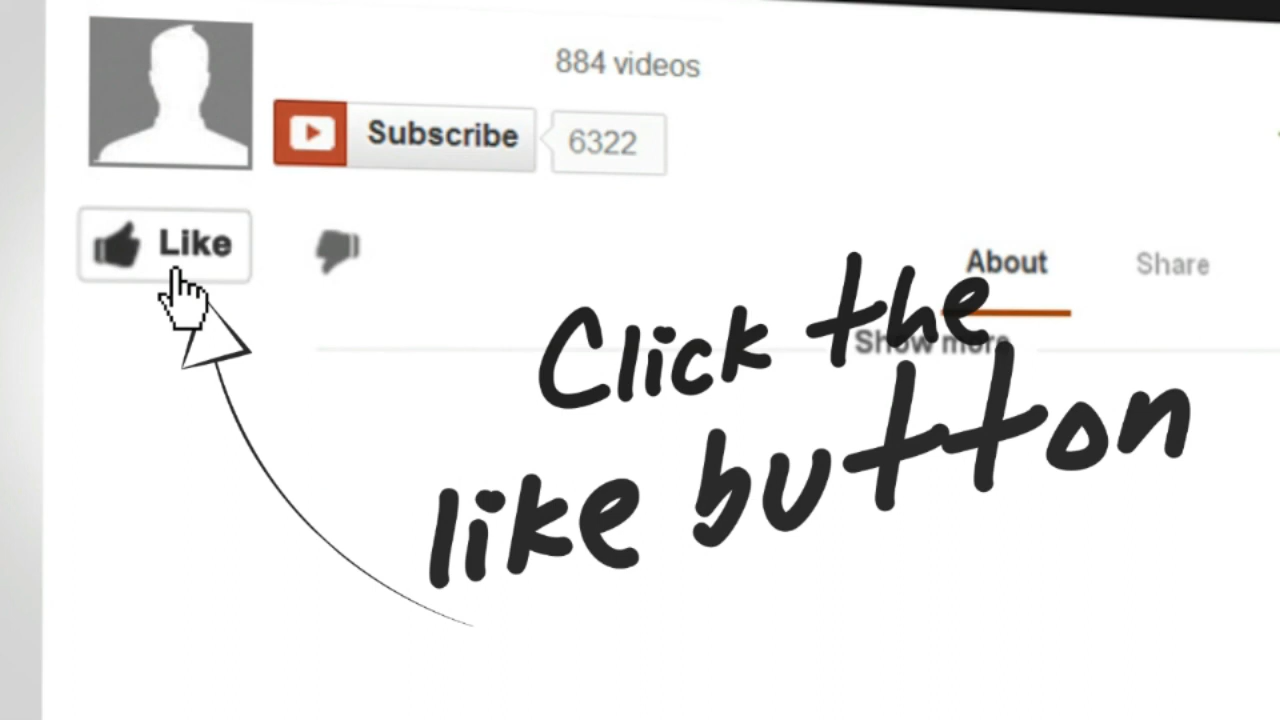 884 videos
Subscribe 6322
Like
About Share
Show more
Click the
like button